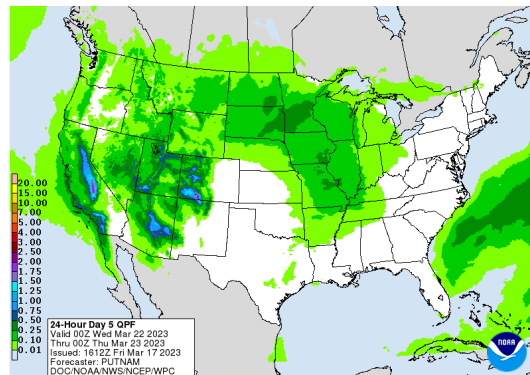 20.00
15.00
10.00
7.00
5.00
4.00
3.00
2.50
2.00
1.75
1.50
1.25
1.00
0.75
0.50
0.25
0.10
0.01
24-Hour Day 5 QPF
Valid 00Z Wed Mar 22 2023
Thru 00Z Thu Mar 23 2023
Issued: 1612Z Fri Mar 17 2023
Forecaster: PUTNAM
DOC/NOAA/NWS/NCEP/WPC
NOAA